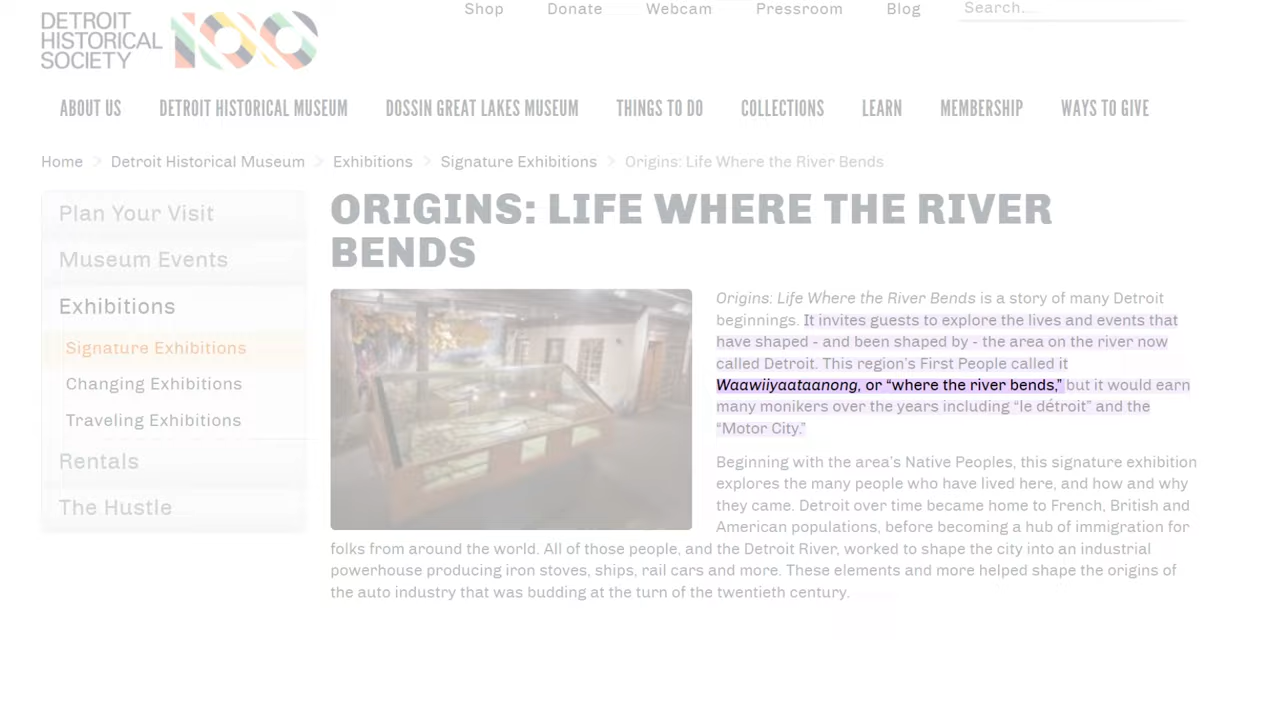 Shop Donate Webcam Pressroom Blog Search...
DETROIT
HISTORICAL
SOCIETY
100
ABOUT US DETROIT HISTORICAL MUSEUM DOSSIN GREAT LAKES MUSEUM THINGS TO DO COLLECTIONS LEARN MEMBERSHIP WAYS TO GIVE
Home > Detroit Historical Museum > Exhibitions > Signature Exhibitions > Origins: Life Where the River Bends
Plan Your Visit
Museum Events
Exhibitions
Signature Exhibitions
Changing Exhibitions
Traveling Exhibitions
Rentals
The Hustle
ORIGINS: LIFE WHERE THE RIVER
BENDS
Origins: Life Where the River Bends is a story of many Detroit
beginnings. It invites guests to explore the lives and events that
have shaped - and been shaped by - the area on the river now
called Detroit. This region's First People called it
Waawiiyaataanong, or “where the river bends,” but it would earn
many monikers over the years including “le détroit” and the
“Motor City.”
Beginning with the area's Native Peoples, this signature exhibition
explores the many people who have lived here, and how and why
they came. Detroit over time became home to French, British and
American populations, before becoming a hub of immigration for
folks from around the world. All of those people, and the Detroit River, worked to shape the city into an industrial
powerhouse producing iron stoves, ships, rail cars and more. These elements and more helped shape the origins of
the auto industry that was budding at the turn of the twentieth century.